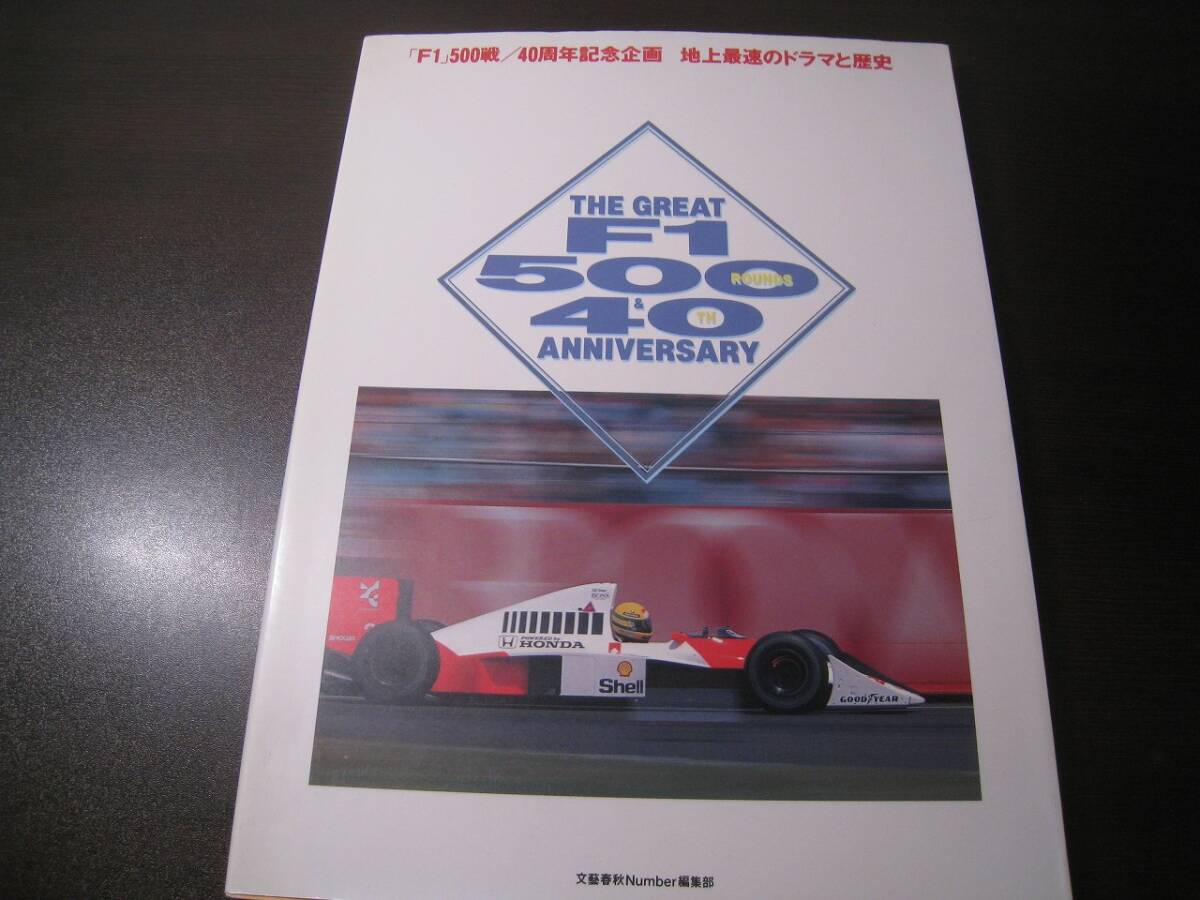 「F1」500戦／40周年記念企画　地上最速のドラマと歴史
THE GREAT
F1
500 ROUNDS
&
40 TH
ANNIVERSARY
POWERED by
HONDA
Shell
GOODYEAR
SHOWA
文藝春秋Number編集部